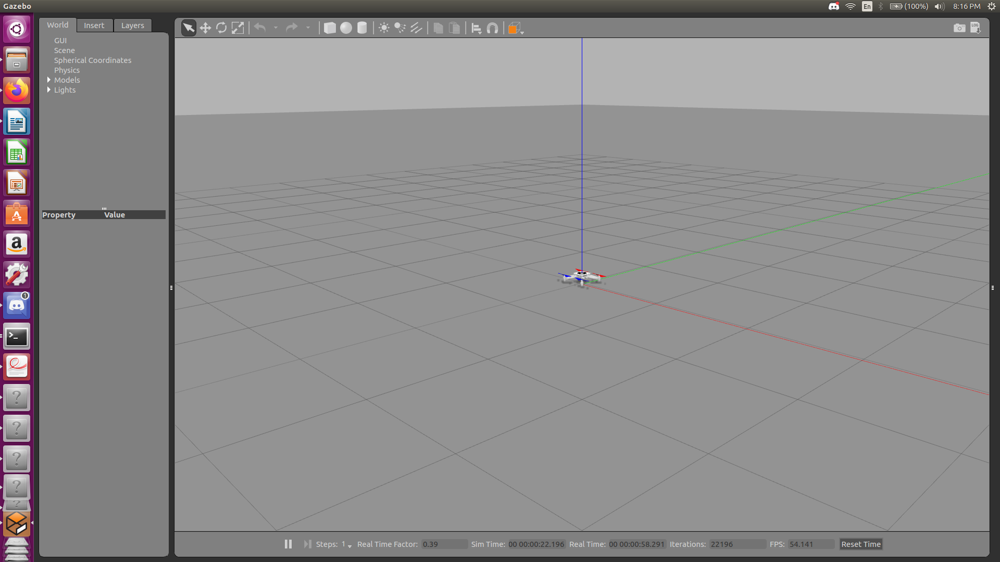 Gazebo
En
(100%)
8:16 PM
World
Insert
Layers
LOG
GUI
Scene
Spherical Coordinates
Physics
Models
Lights
Property
Value
A
a
1
>_
?
?
?
?
?
Steps: 1
Real Time Factor: 0.39
Sim Time: 00 00:00:22.196
Real Time: 00 00:00:58.291
Iterations: 22196
FPS: 54.141
Reset Time